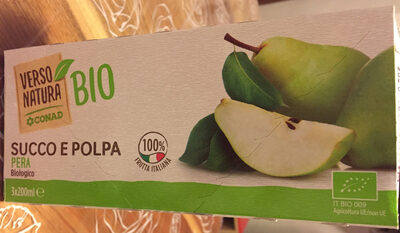 VERSO
NATURA
CONAD
BIO
SUCCO E POLPA
PERA
Biologico
3x200ml e
100%
FRUTTA ITALIANA
IT BIO 009
Agricoltura UE/non UE